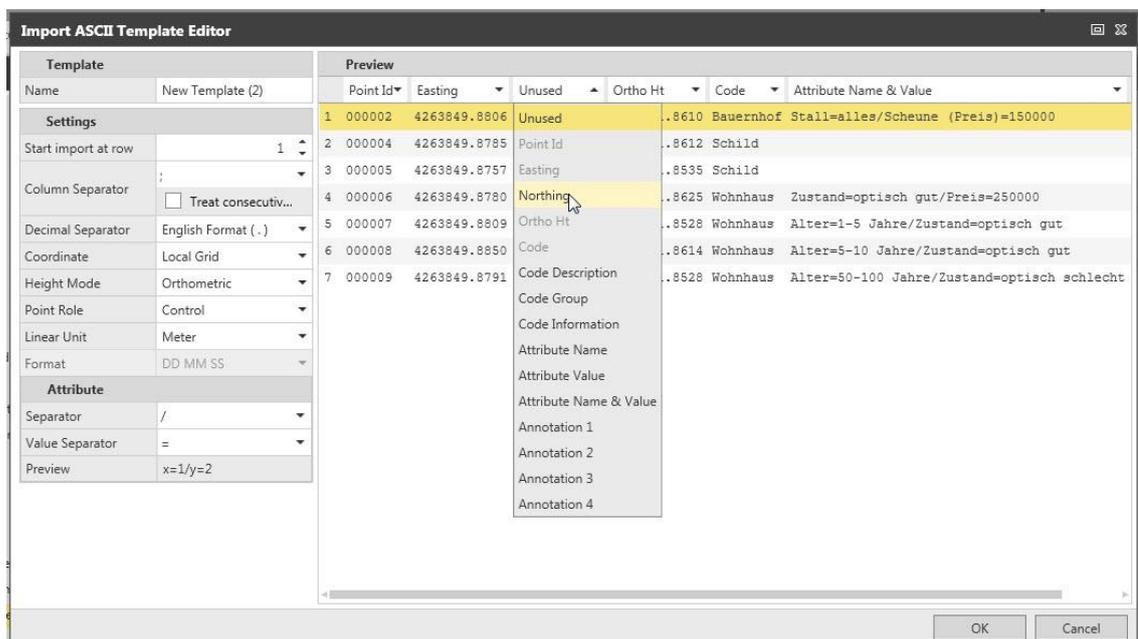 Import ASCII Template Editor
Template
Name New Template (2)
Settings
Start import at row 1
Column Separator ;
Treat consecutiv...
Decimal Separator English Format ( . )
Coordinate Local Grid
Height Mode Orthometric
Point Role Control
Linear Unit Meter
Format DD MM SS
Attribute
Separator /
Value Separator =
Preview x=1/y=2
Preview
Point Id Easting Unused Ortho Ht Code Attribute Name & Value
1 000002 4263849.8806 .8610 Bauernhof Stall=alles/Scheune (Preis)=150000
2 000004 4263849.8785 .8612 Schild
3 000005 4263849.8757 .8535 Schild
4 000006 4263849.8780 .8625 Wohnhaus Zustand=optisch gut/Preis=250000
5 000007 4263849.8809 .8528 Wohnhaus Alter=1-5 Jahre/Zustand=optisch gut
6 000008 4263849.8850 .8614 Wohnhaus Alter=5-10 Jahre/Zustand=optisch gut
7 000009 4263849.8791 .8528 Wohnhaus Alter=50-100 Jahre/Zustand=optisch schlecht
Unused
Point Id
Easting
Northing
Ortho Ht
Code
Code Description
Code Group
Code Information
Attribute Name
Attribute Value
Attribute Name & Value
Annotation 1
Annotation 2
Annotation 3
Annotation 4
OK Cancel